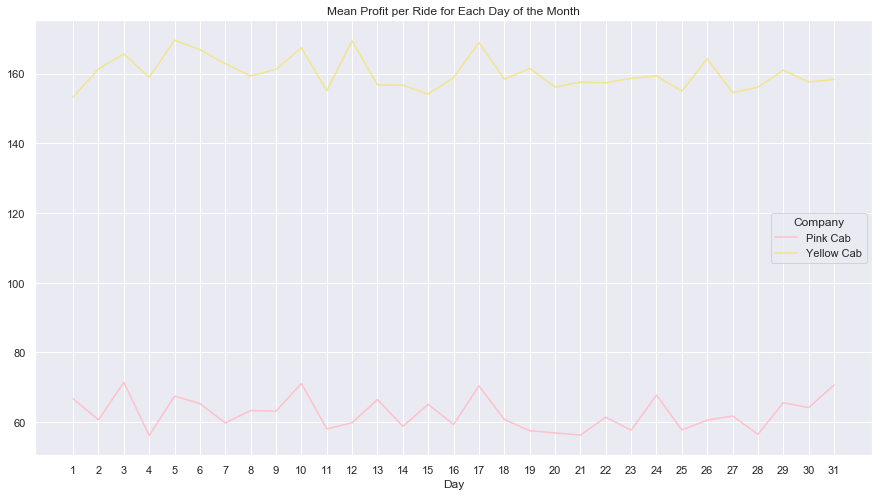 Mean Profit per Ride for Each Day of the Month
160
140
120
100
80
60
Company
Pink Cab
Yellow Cab
1 2 3 4 5 6 7 8 9 10 11 12 13 14 15 16 17 18 19 20 21 22 23 24 25 26 27 28 29 30 31
Day